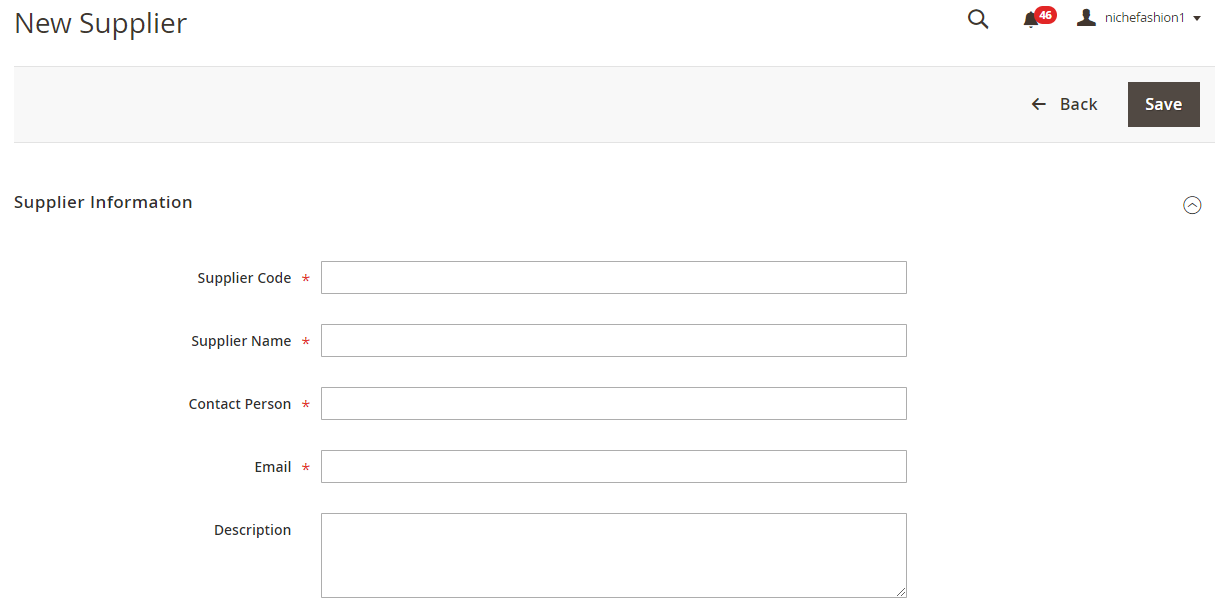 New Supplier
46
nichefashion1
Back
Save
Supplier Information
Supplier Code *
Supplier Name *
Contact Person *
Email *
Description